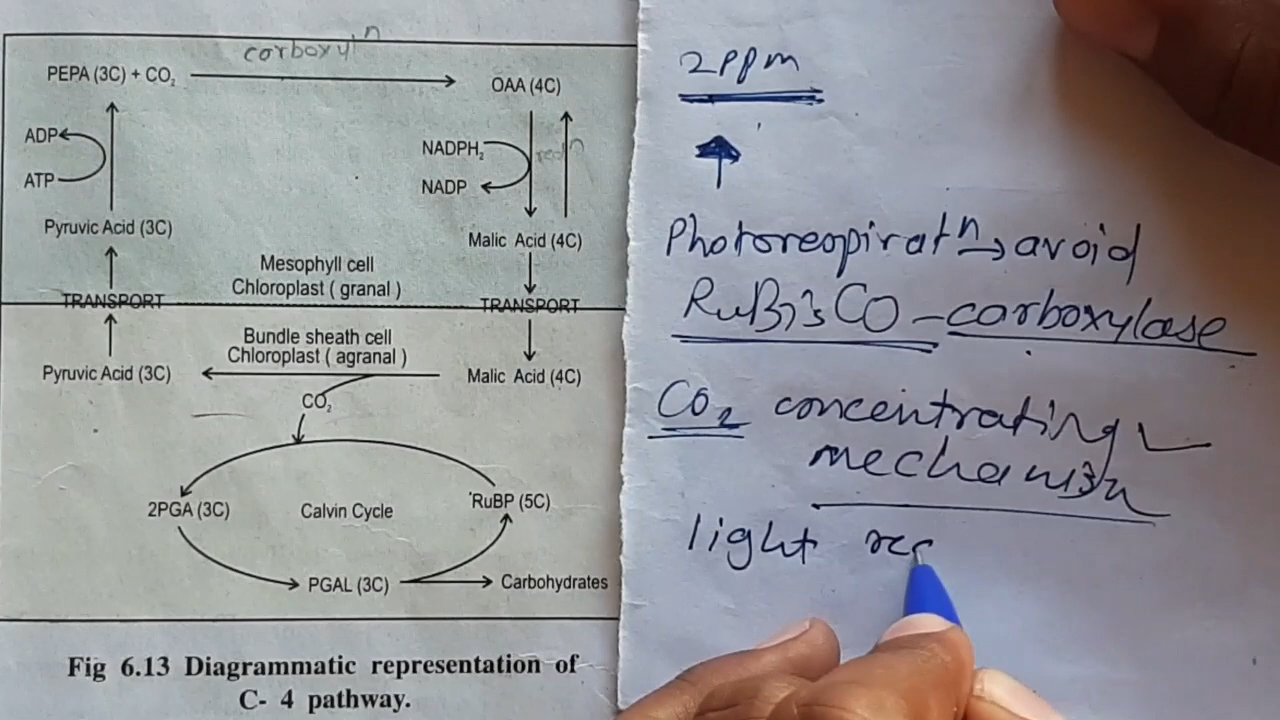 carboxylⁿ
PEPA (3C) + CO₂
OAA (4C)
ADP
ATP
NADPH₂
NADP
redⁿ
Pyruvic Acid (3C)
Malic Acid (4C)
Mesophyll cell
Chloroplast ( granal )
TRANSPORT
TRANSPORT
Bundle sheath cell
Chloroplast ( agranal )
Pyruvic Acid (3C)
Malic Acid (4C)
CO₂
2PGA (3C)
Calvin Cycle
RuBP (5C)
PGAL (3C)
Carbohydrates
Fig 6.13 Diagrammatic representation of
C- 4 pathway.
2ppm
Photorespiratⁿ → avoid
RuBisCO - carboxylase
CO₂ concentrating
mechanism
light